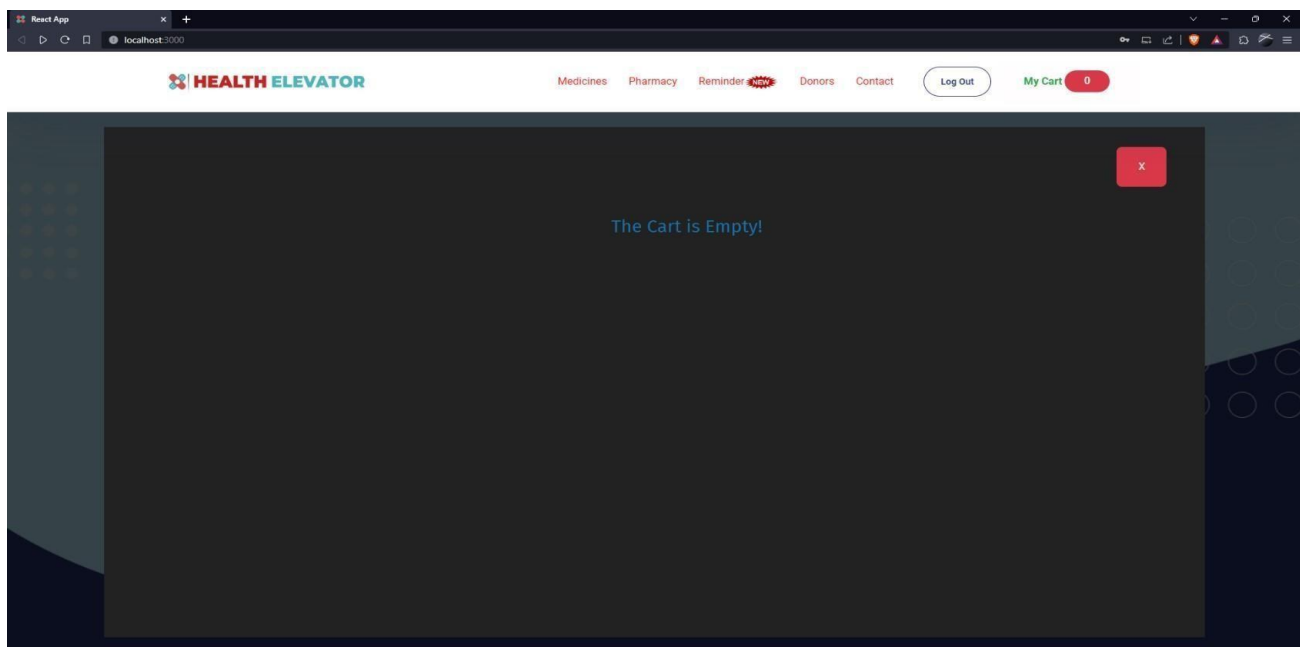 React App
localhost:3000
HEALTH ELEVATOR
Medicines Pharmacy Reminder NEW Donors Contact Log Out My Cart 0
X
The Cart is Empty!